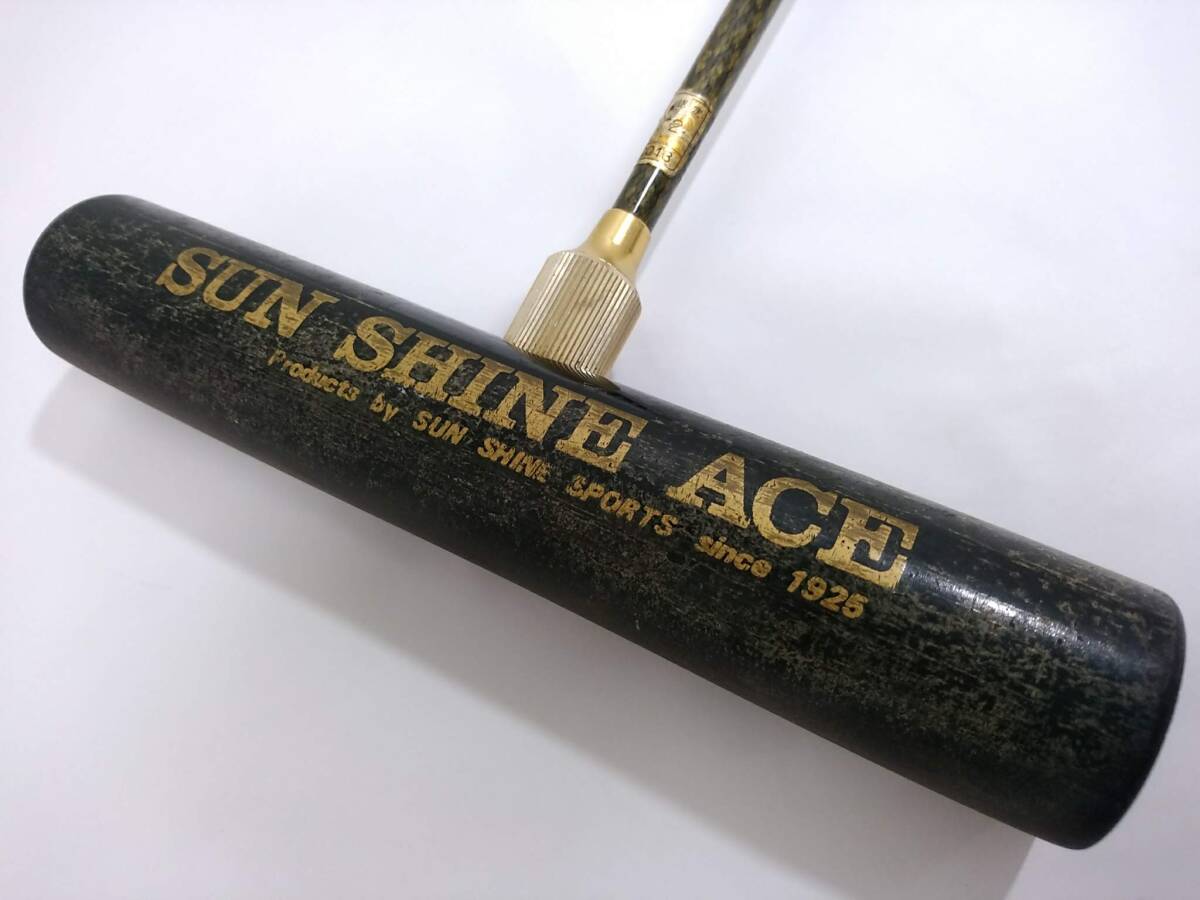 SUN SHINE ACE
Products by SUN SHINE SPORTS since 1925